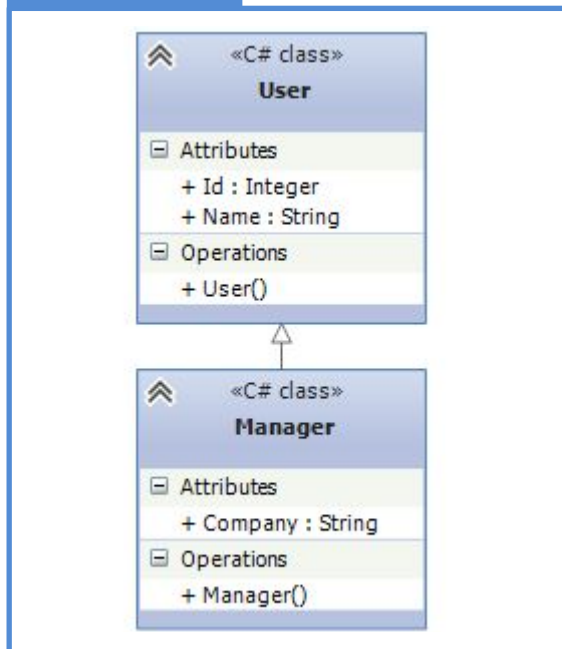 «C# class»
User
Attributes
+ Id : Integer
+ Name : String
Operations
+ User()
«C# class»
Manager
Attributes
+ Company : String
Operations
+ Manager()